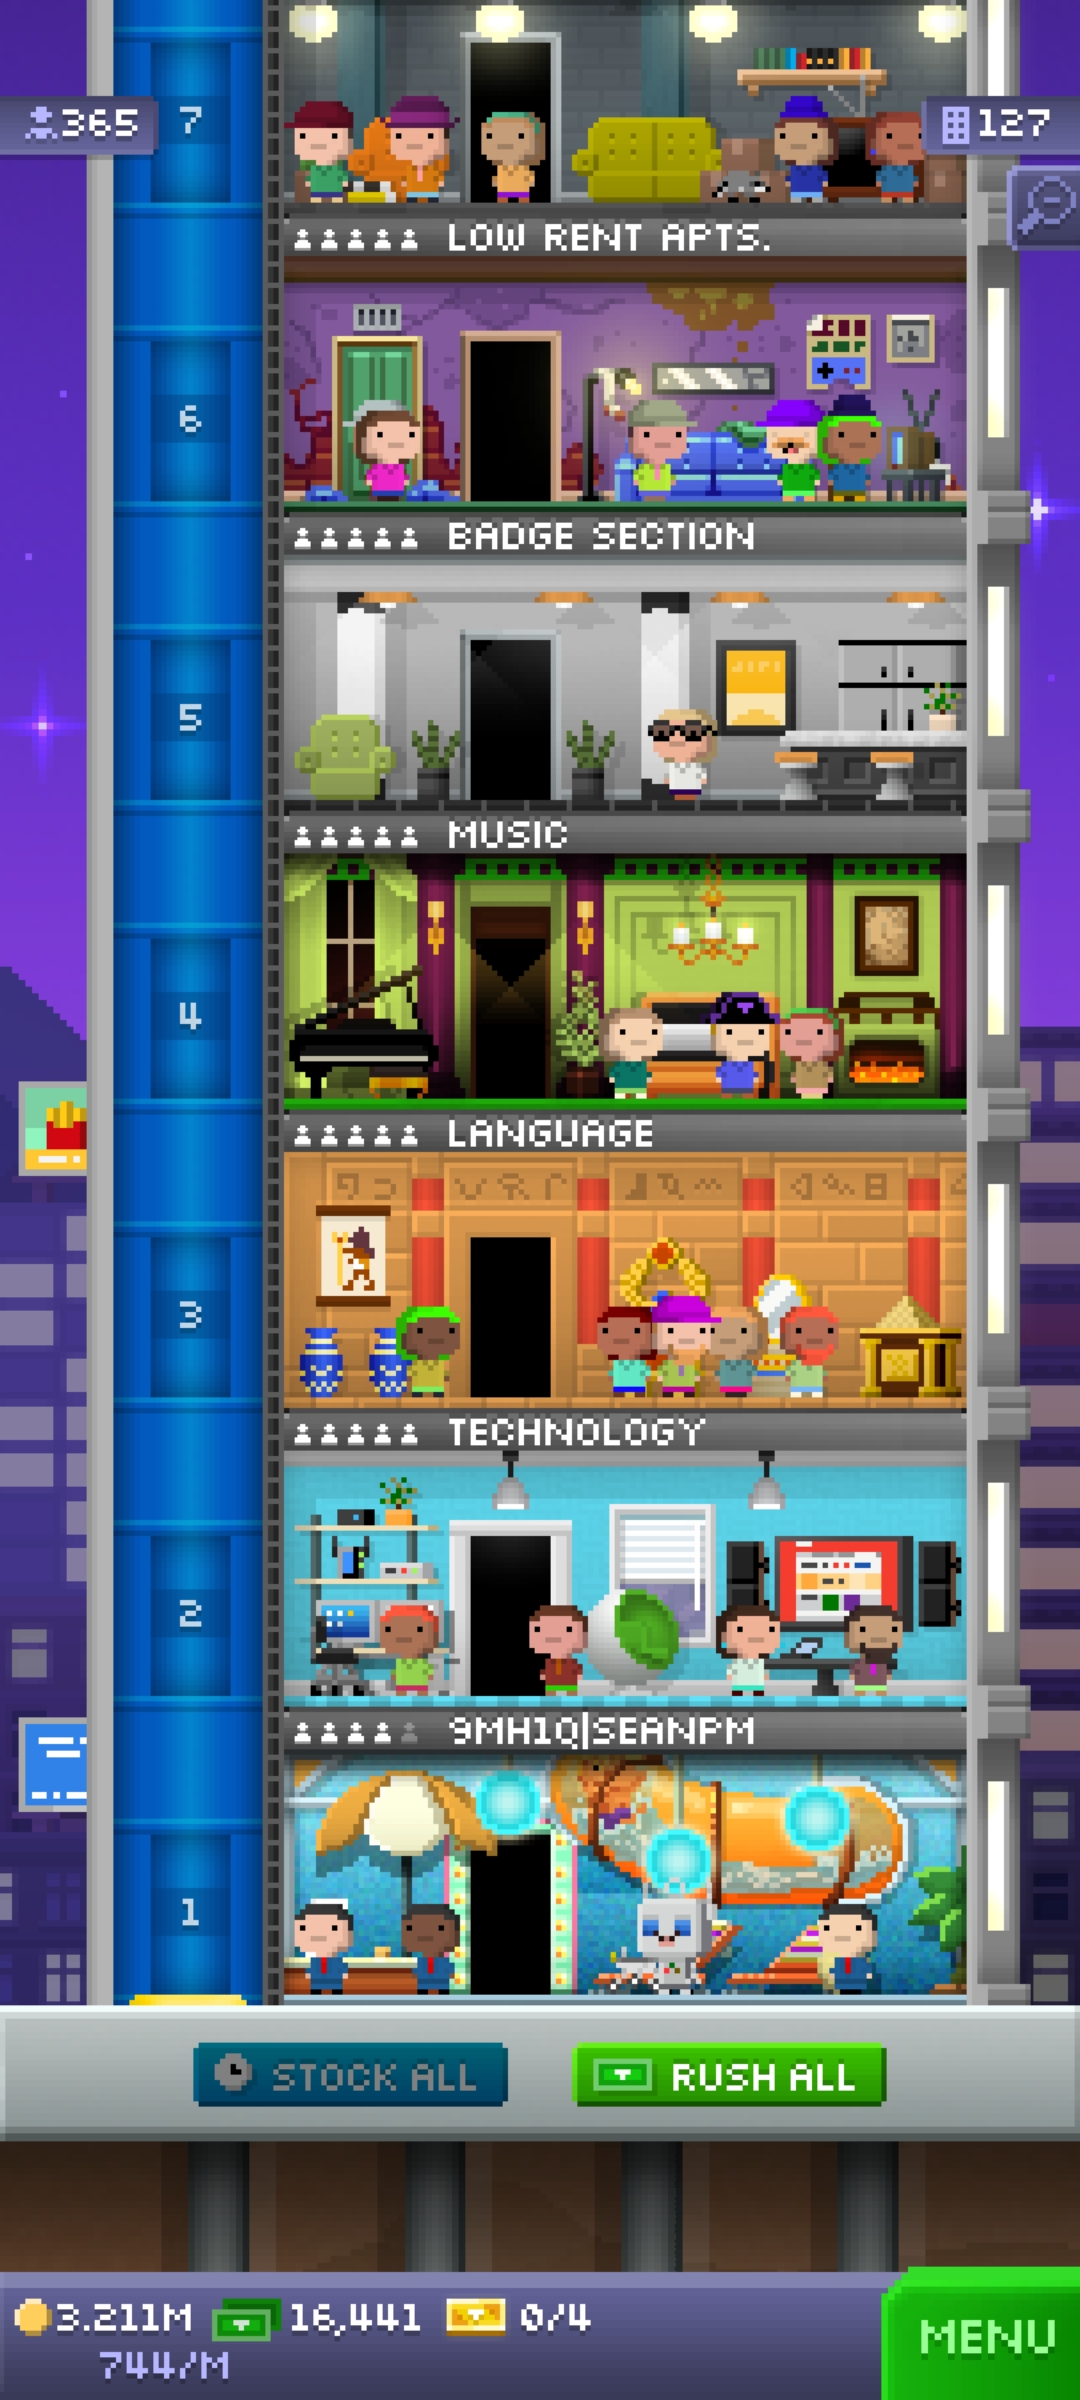 365
7
127
LOW RENT APTS.
6
BADGE SECTION
5
MUSIC
4
LANGUAGE
3
TECHNOLOGY
2
9MH1Q|SEANPM
1
STOCK ALL
RUSH ALL
3.211M 16,441 0/4
744/M
MENU